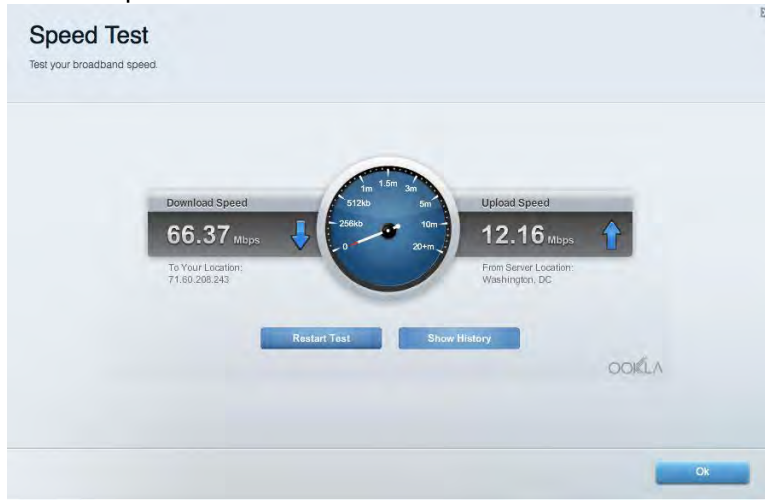 Speed Test
Test your broadband speed.
Download Speed
66.37 Mbps
To Your Location:
71.60.208.243
0
256kb
512kb
1m
1.5m
3m
5m
10m
20+m
Upload Speed
12.16 Mbps
From Server Location:
Washington, DC
Restart Test
Show History
OOKLA
Ok